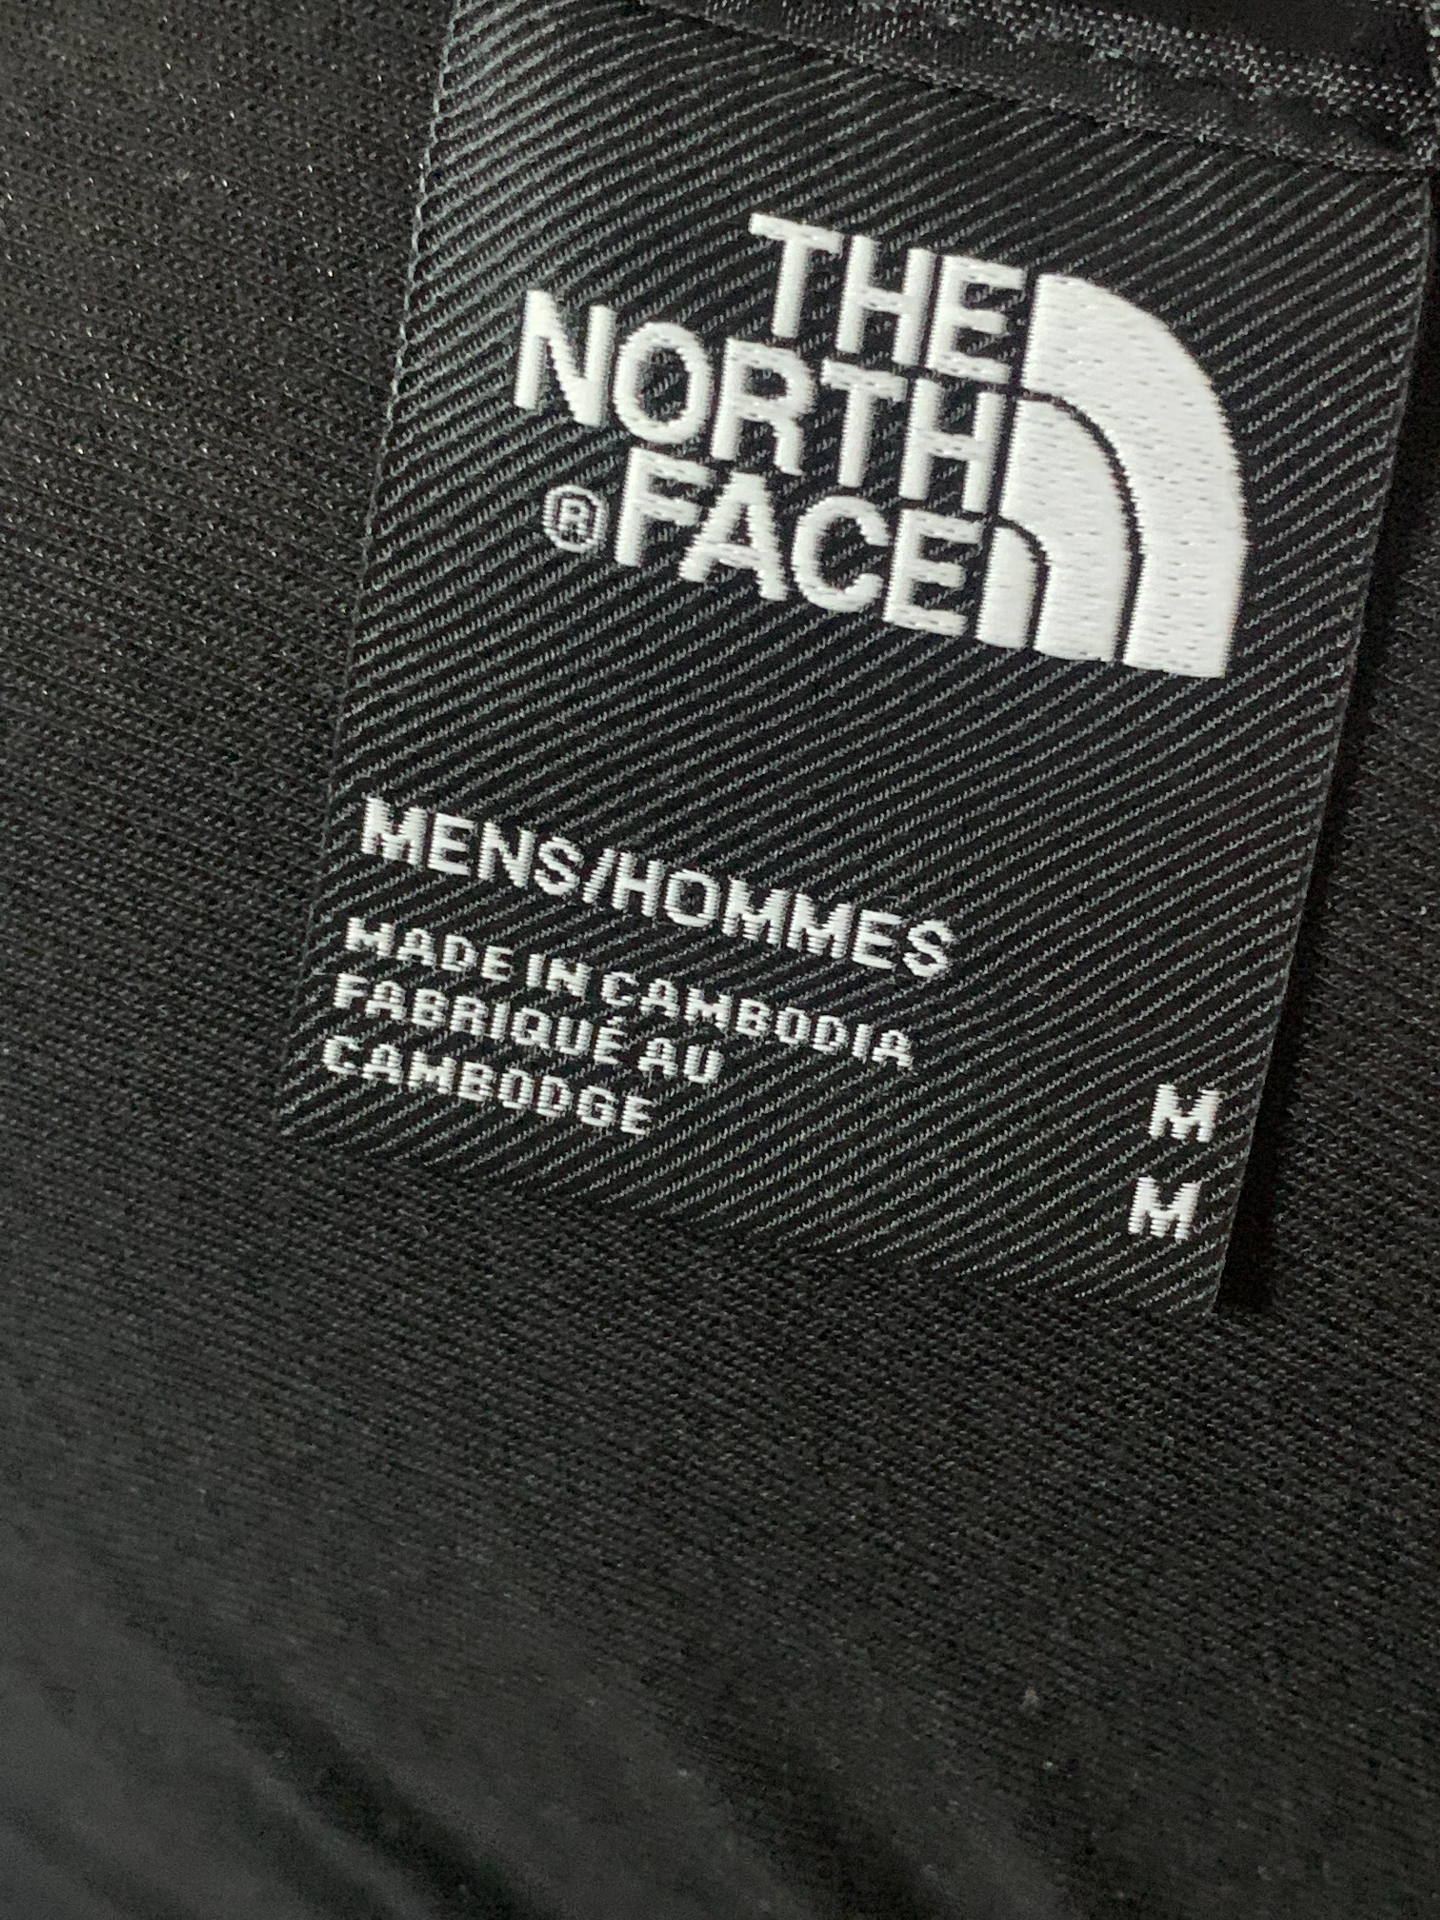 THE
NORTH
®FACE
MENS/HOMMES
MADE IN CAMBODIA
FABRIQUÉ AU
CAMBODGE
M
M